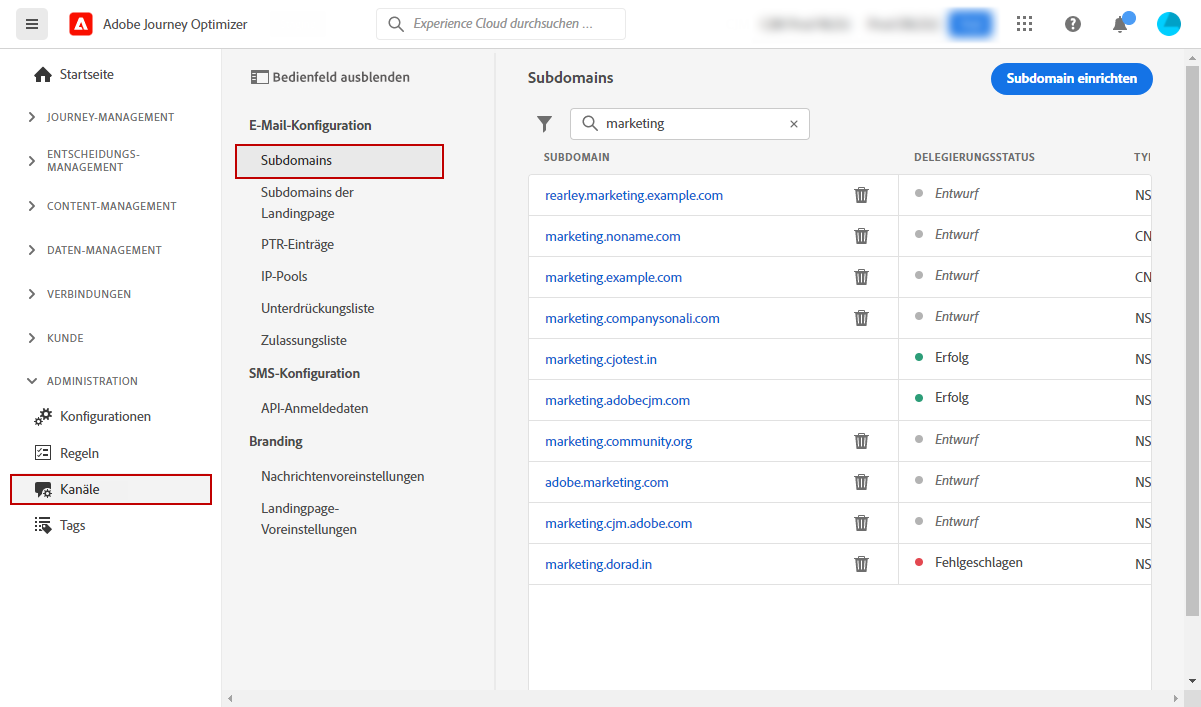 Adobe Journey Optimizer
Experience Cloud durchsuchen ...
Startseite
JOURNEY-MANAGEMENT
ENTSCHEIDUNGS-
MANAGEMENT
CONTENT-MANAGEMENT
DATEN-MANAGEMENT
VERBINDUNGEN
KUNDE
ADMINISTRATION
Konfigurationen
Regeln
Kanäle
Tags
Bedienfeld ausblenden
E-Mail-Konfiguration
Subdomains
Subdomains der
Landingpage
PTR-Einträge
IP-Pools
Unterdrückungsliste
Zulassungsliste
SMS-Konfiguration
API-Anmeldedaten
Branding
Nachrichtenvoreinstellungen
Landingpage-
Voreinstellungen
Subdomains
Subdomain einrichten
marketing
SUBDOMAIN DELEGIERUNGSSTATUS TYI
rearley.marketing.example.com Entwurf NS
marketing.noname.com Entwurf CN
marketing.example.com Entwurf CN
marketing.companysonali.com Entwurf NS
marketing.cjotest.in Erfolg NS
marketing.adobecjm.com Erfolg NS
marketing.community.org Entwurf NS
adobe.marketing.com Entwurf NS
marketing.cjm.adobe.com Entwurf NS
marketing.dorad.in Fehlgeschlagen NS